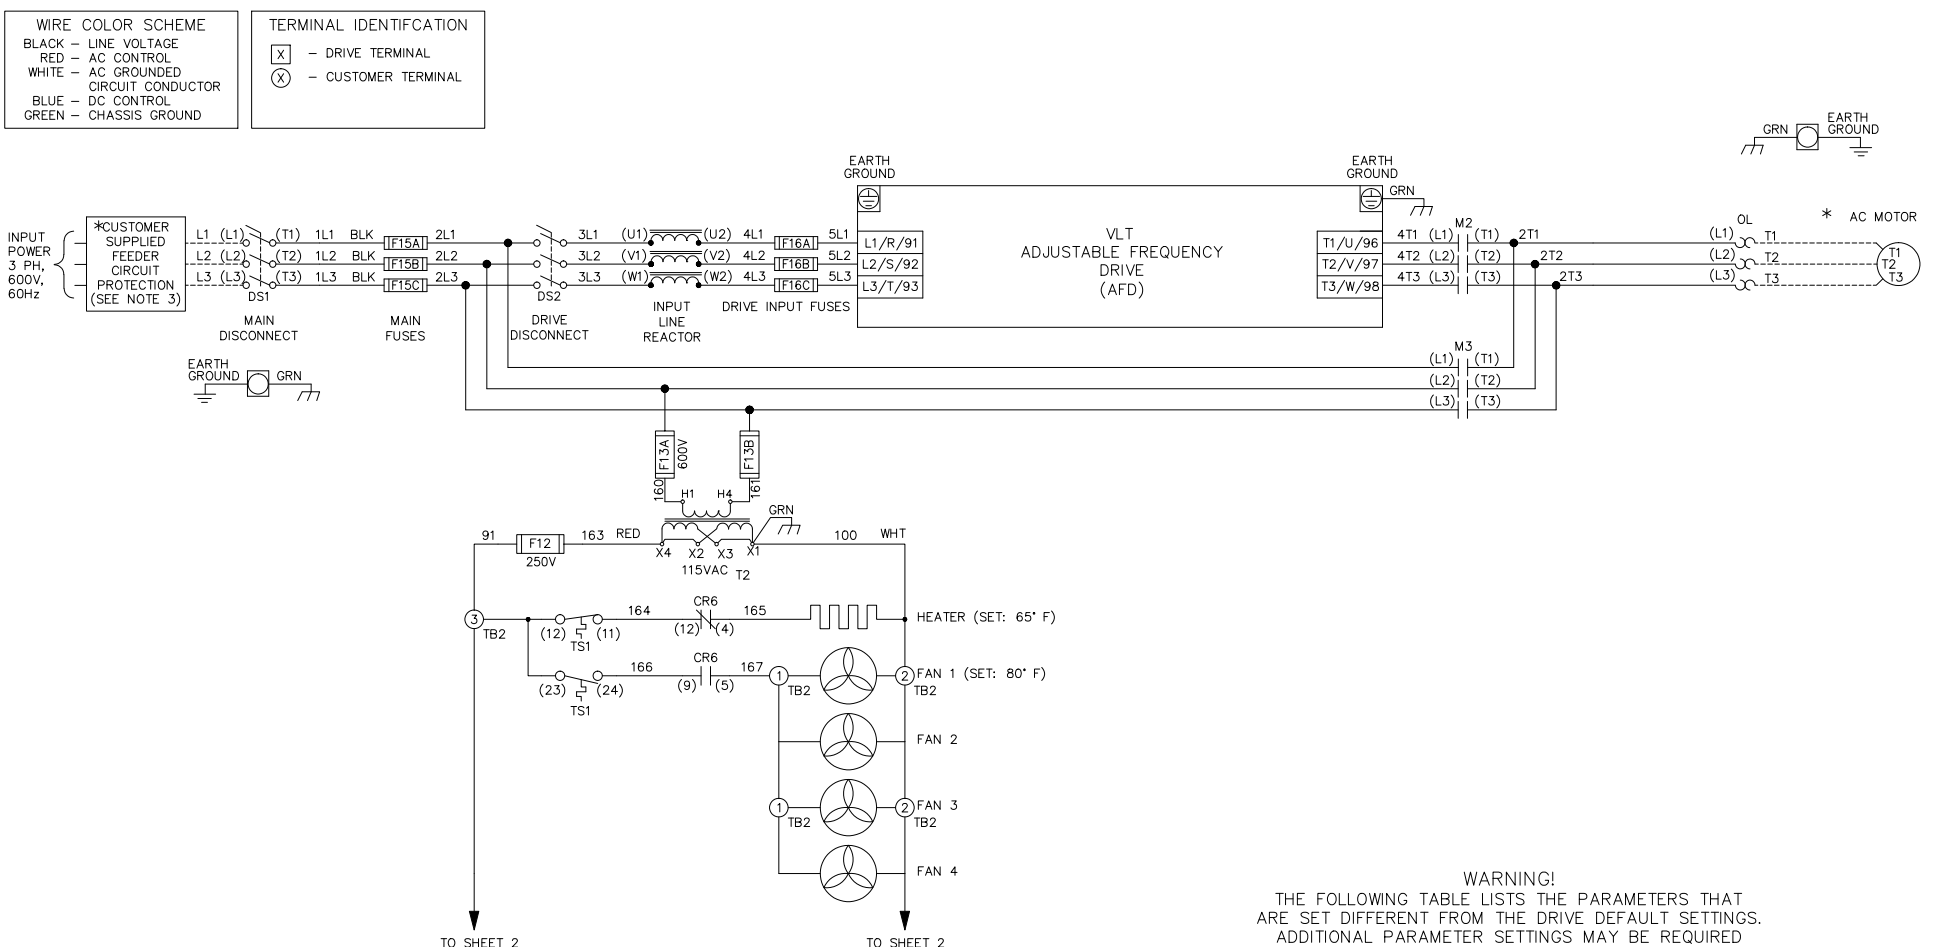 WIRE COLOR SCHEME
BLACK – LINE VOLTAGE
RED – AC CONTROL
WHITE – AC GROUNDED
CIRCUIT CONDUCTOR
BLUE – DC CONTROL
GREEN – CHASSIS GROUND
TERMINAL IDENTIFCATION
X – DRIVE TERMINAL
X – CUSTOMER TERMINAL
GRN
EARTH
GROUND
INPUT
POWER
3 PH,
600V,
60Hz
*CUSTOMER
SUPPLIED
FEEDER
CIRCUIT
PROTECTION
(SEE NOTE 3)
L1 (L1) (T1) 1L1 BLK F15A 2L1
L2 (L2) (T2) 1L2 BLK F15B 2L2
L3 (L3) (T3) 1L3 BLK F15C 2L3
DS1
MAIN
DISCONNECT
MAIN
FUSES
3L1 (U1) (U2) 4L1 F16A 5L1
3L2 (V1) (V2) 4L2 F16B 5L2
3L3 (W1) (W2) 4L3 F16C 5L3
DS2
DRIVE
DISCONNECT
INPUT
LINE
REACTOR
DRIVE INPUT FUSES
EARTH
GROUND
L1/R/91
L2/S/92
L3/T/93
VLT
ADJUSTABLE FREQUENCY
DRIVE
(AFD)
EARTH
GROUND
GRN
T1/U/96
T2/V/97
T3/W/98
M2
4T1 (L1) (T1) 2T1
4T2 (L2) (T2) 2T2
4T3 (L3) (T3) 2T3
OL
(L1) T1
(L2) T2
(L3) T3
* AC MOTOR
T1
T2
T3
M3
(L1) (T1)
(L2) (T2)
(L3) (T3)
EARTH
GROUND
GRN
F13A
600V
F13B
160
161
H1 H4
GRN
91 F12 163 RED
250V
X4 X2 X3 X1
115VAC T2
100 WHT
3
TB2
(12) (11)
TS1
164
CR6
(12) (4)
165
HEATER (SET: 65° F)
(23) (24)
TS1
166
CR6
(9) (5)
167
1
TB2
2
TB2
FAN 1 (SET: 80° F)
FAN 2
1
TB2
2
TB2
FAN 3
FAN 4
TO SHEET 2
TO SHEET 2
WARNING!
THE FOLLOWING TABLE LISTS THE PARAMETERS THAT
ARE SET DIFFERENT FROM THE DRIVE DEFAULT SETTINGS.
ADDITIONAL PARAMETER SETTINGS MAY BE REQUIRED